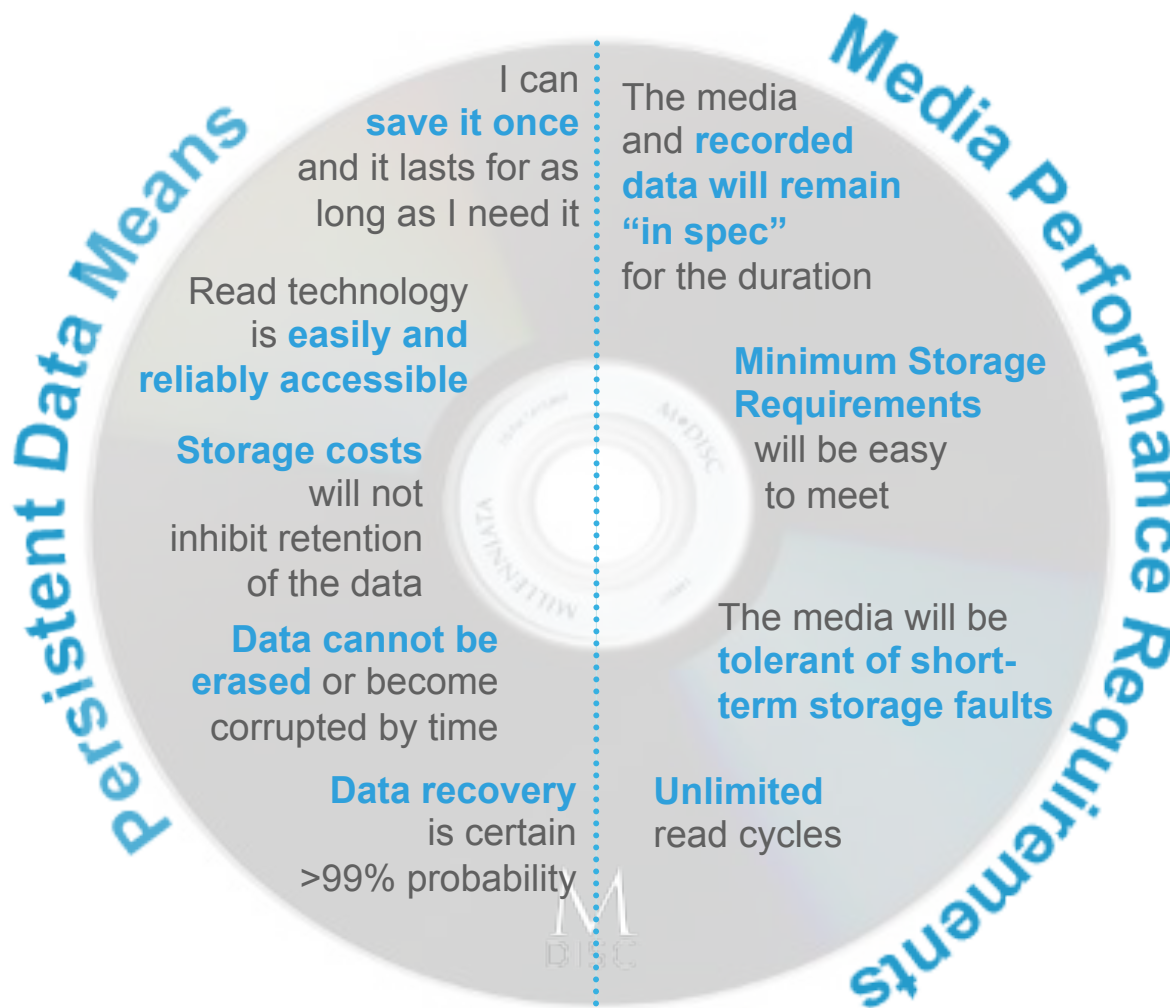 Persistent Data Means
I can
save it once
and it lasts for as
long as I need it
Read technology
is easily and
reliably accessible
Storage costs
will not
inhibit retention
of the data
Data cannot be
erased or become
corrupted by time
Data recovery
is certain
>99% probability
Media Performance Requirements
The media
and recorded
data will remain
“in spec”
for the duration
Minimum Storage
Requirements
will be easy
to meet
The media will be
tolerant of short-
term storage faults
Unlimited
read cycles
M•DISC
MILLENNIATA
M
DISC